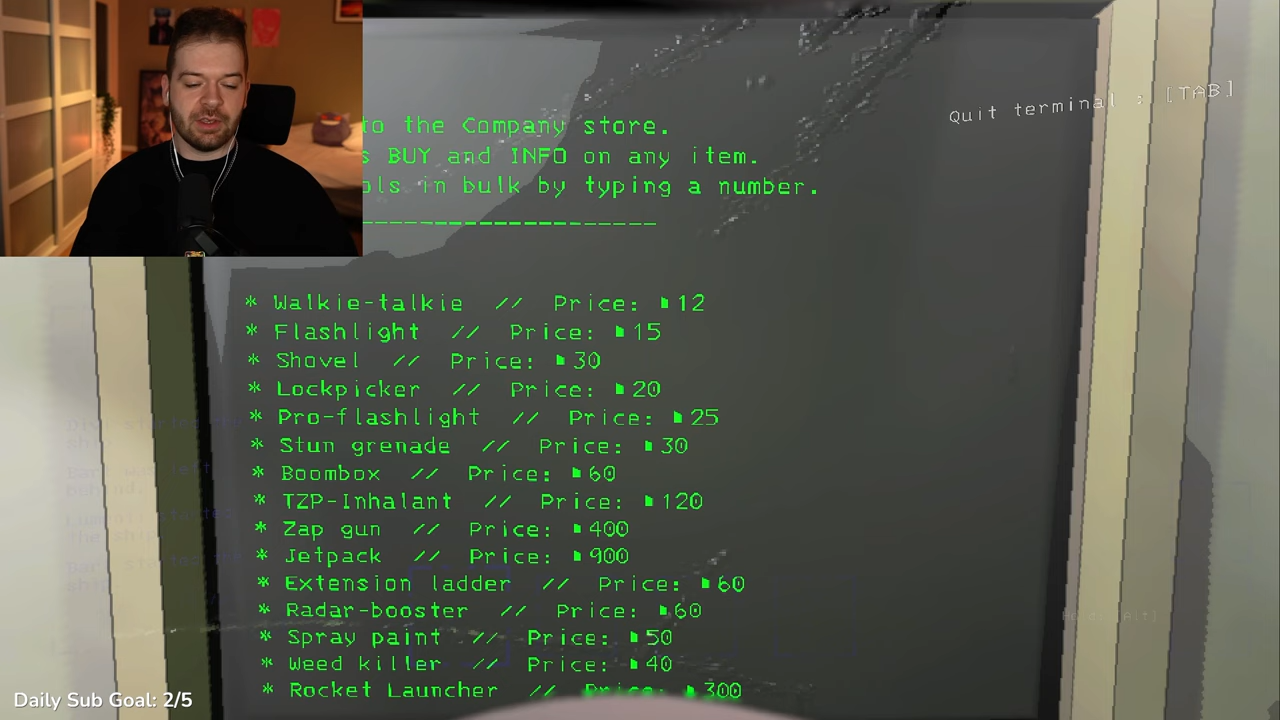 to the Company store.
BUY and INFO on any item.
in bulk by typing a number.
Quit terminal : [TAB]
* Walkie-talkie // Price: 12
* Flashlight // Price: 15
* Shovel // Price: 30
* Lockpicker // Price: 20
* Pro-flashlight // Price: 25
* Stun grenade // Price: 30
* Boombox // Price: 60
* TZP-Inhalant // Price: 120
* Zap gun // Price: 400
* Jetpack // Price: 900
* Extension ladder // Price: 60
* Radar-booster // Price: 60
* Spray paint // Price: 50
* Weed killer // Price: 40
* Rocket Launcher // Price: 300
Daily Sub Goal: 2/5